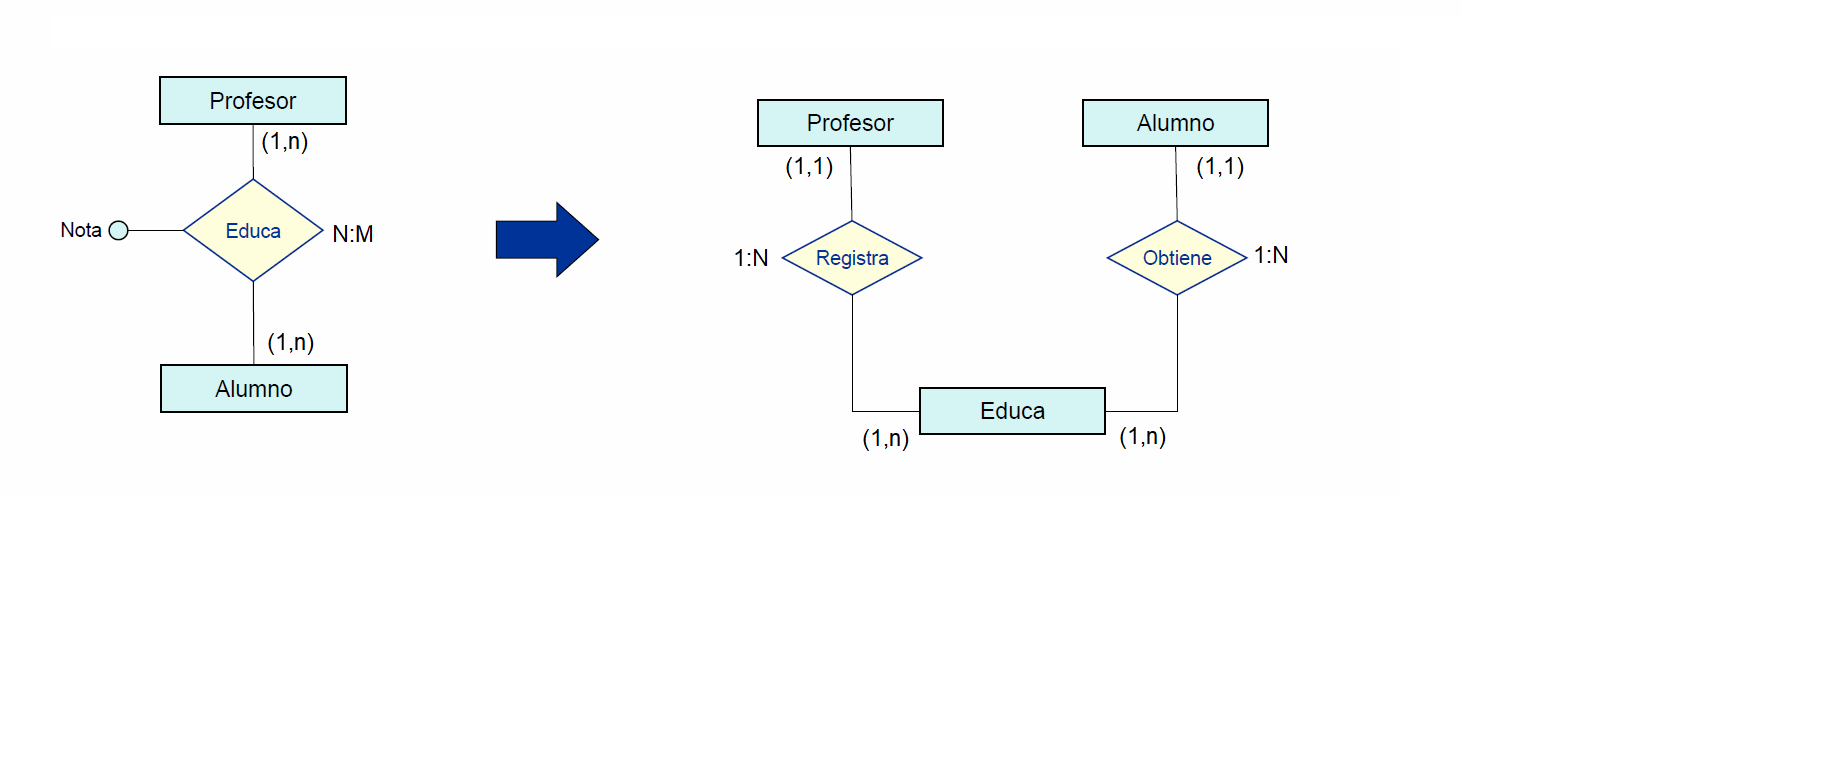 Profesor
(1,n)
Nota
Educa
N:M
(1,n)
Alumno
Profesor
Alumno
(1,1)
(1,1)
1:N
Registra
Obtiene
1:N
Educa
(1,n)
(1,n)